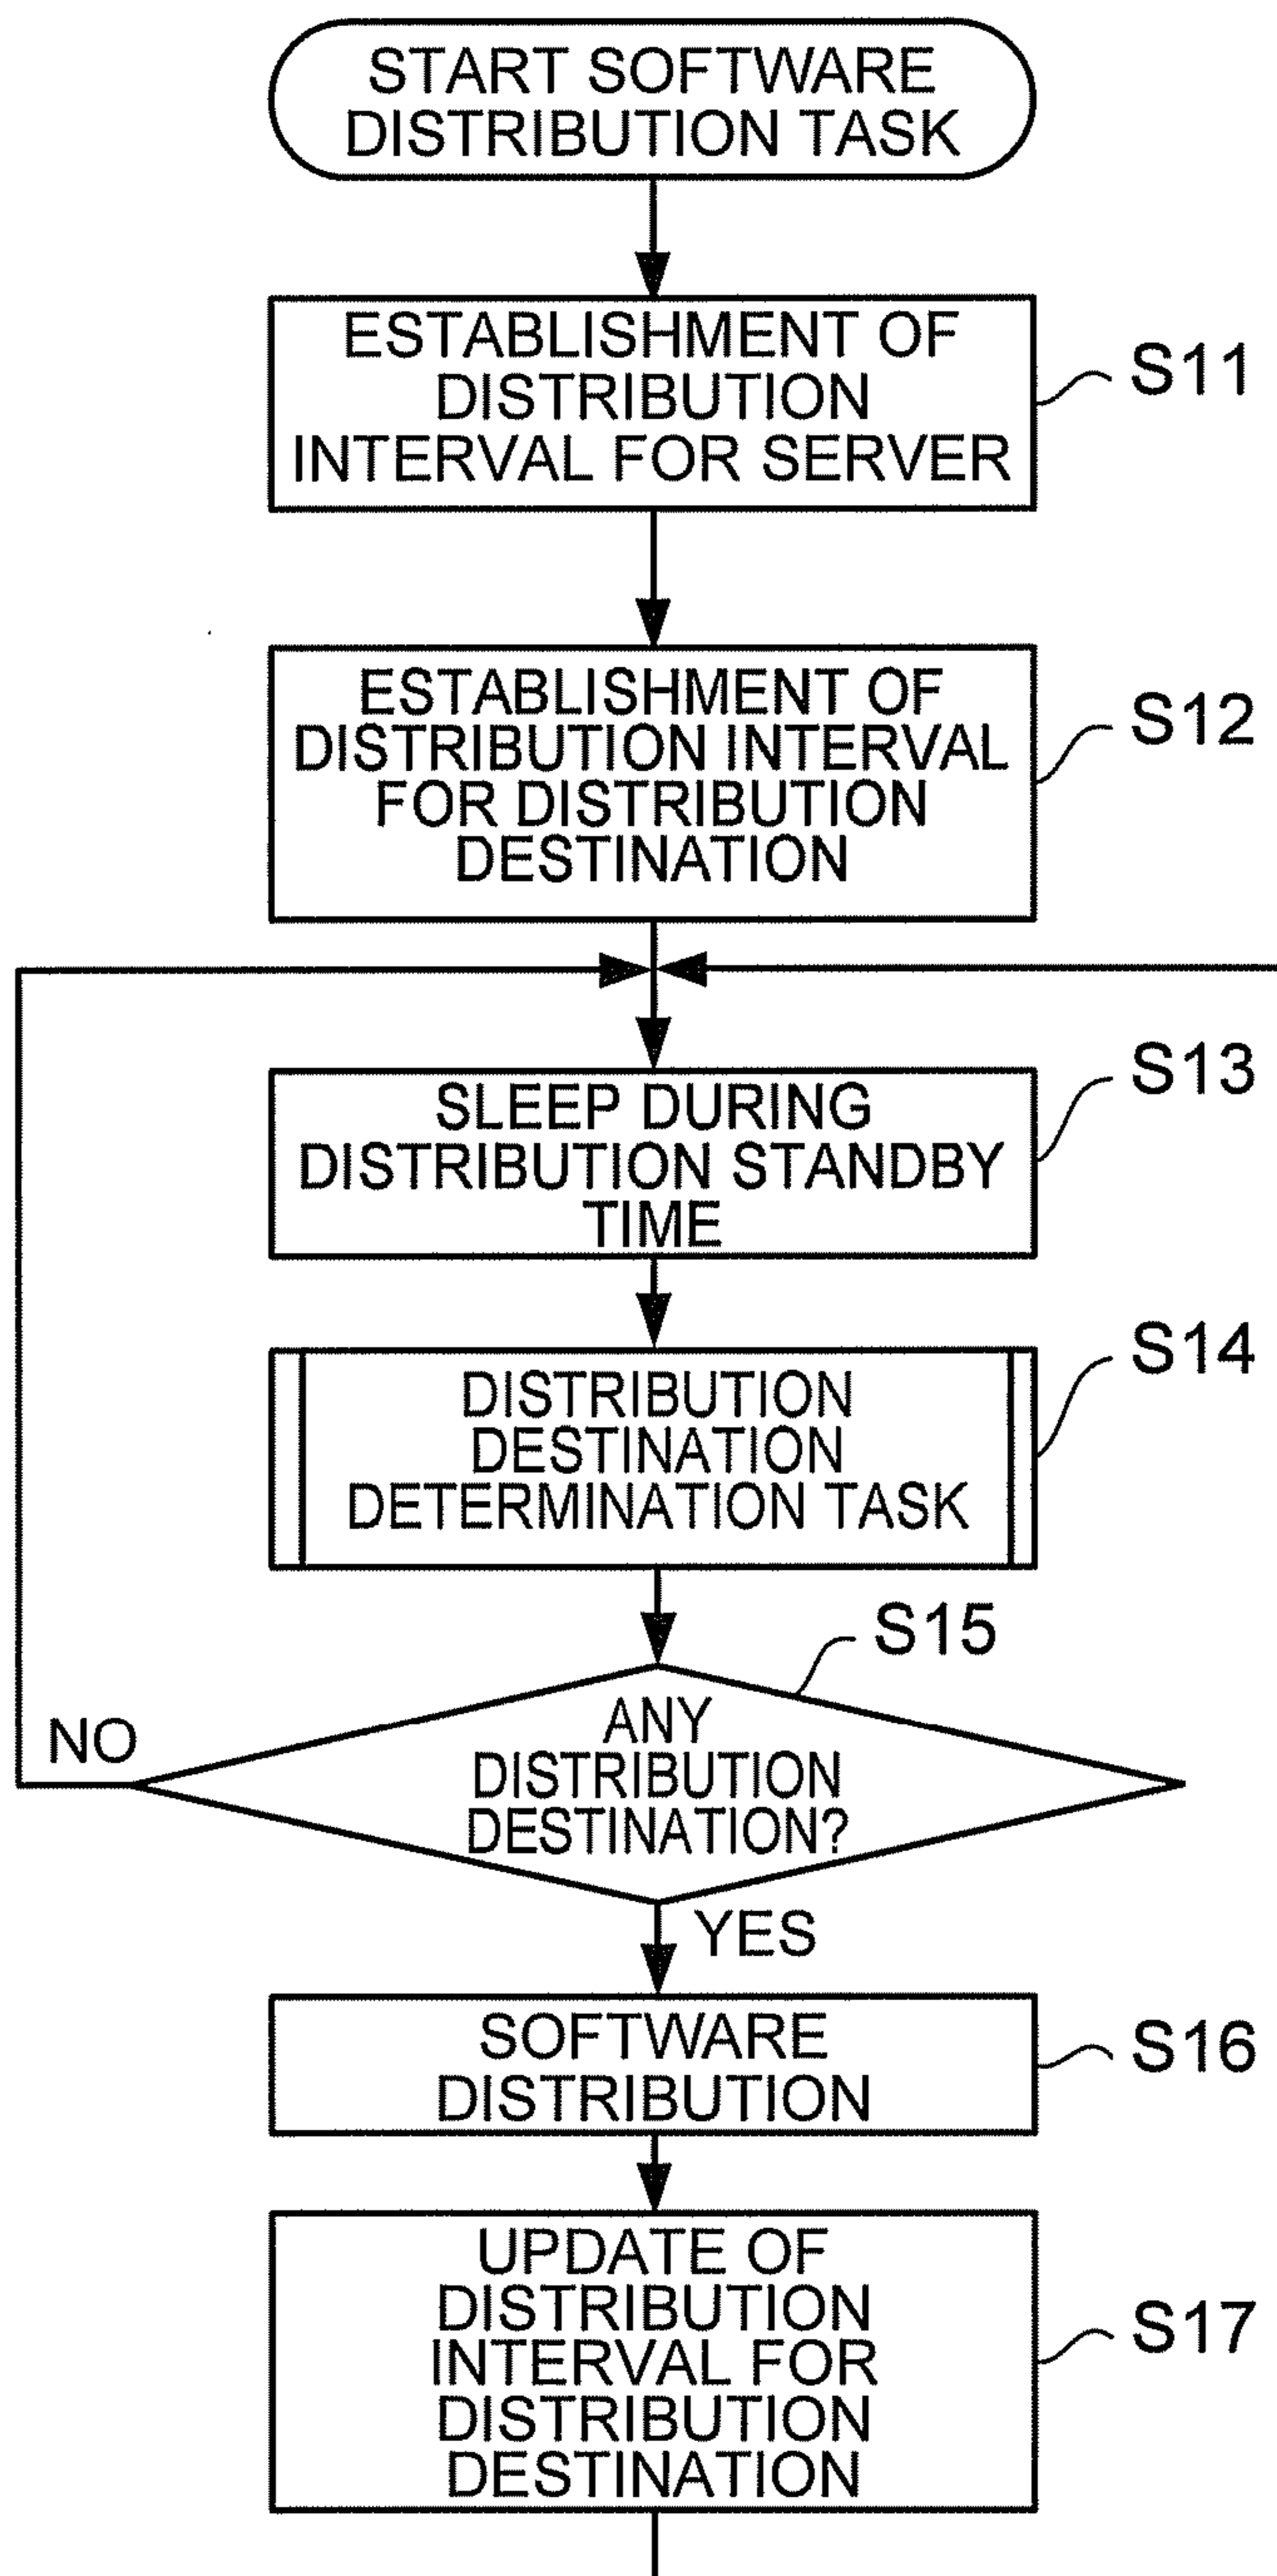 START SOFTWARE
DISTRIBUTION TASK
ESTABLISHMENT OF
DISTRIBUTION
INTERVAL FOR SERVER
S11
ESTABLISHMENT OF
DISTRIBUTION INTERVAL
FOR DISTRIBUTION
DESTINATION
S12
SLEEP DURING
DISTRIBUTION STANDBY
TIME
S13
DISTRIBUTION
DESTINATION
DETERMINATION TASK
S14
S15
ANY
DISTRIBUTION
DESTINATION?
NO
YES
SOFTWARE
DISTRIBUTION
S16
UPDATE OF
DISTRIBUTION
INTERVAL FOR
DISTRIBUTION
DESTINATION
S17